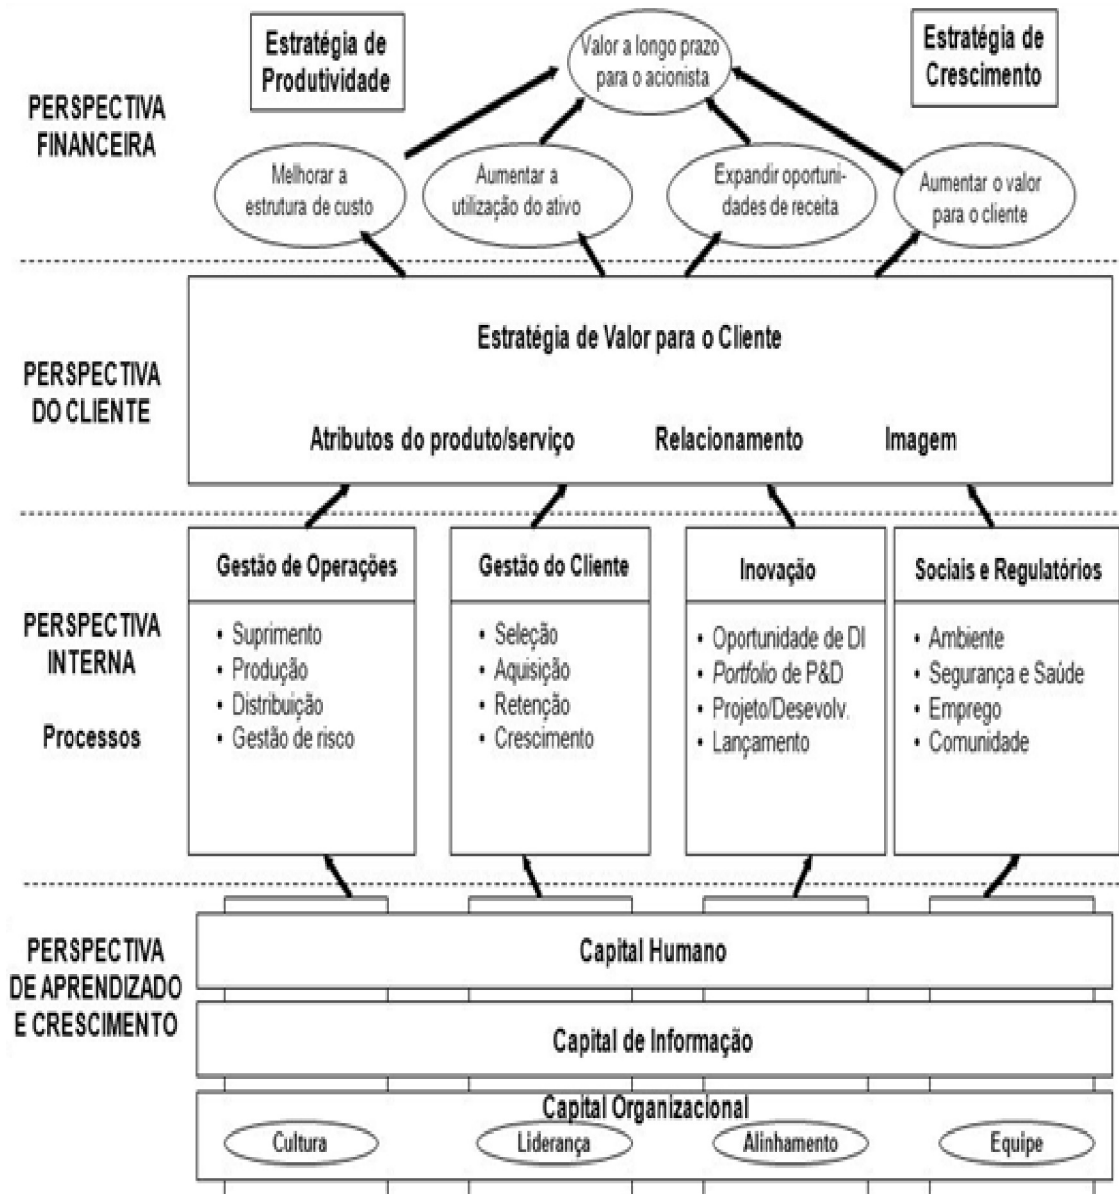 Estratégia de
Produtividade
Valor a longo prazo
para o acionista
Estratégia de
Crescimento
PERSPECTIVA
FINANCEIRA
Melhorar a
estrutura de custo
Aumentar a
utilização do ativo
Expandir oportuni-
dades de receita
Aumentar o valor
para o cliente
PERSPECTIVA
DO CLIENTE
Estratégia de Valor para o Cliente
Atributos do produto/serviço
Relacionamento
Imagem
PERSPECTIVA
INTERNA
Processos
Gestão de Operações
• Suprimento
• Produção
• Distribuição
• Gestão de risco
Gestão do Cliente
• Seleção
• Aquisição
• Retenção
• Crescimento
Inovação
• Oportunidade de DI
• Portfolio de P&D
• Projeto/Desevolv.
• Lançamento
Sociais e Regulatórios
• Ambiente
• Segurança e Saúde
• Emprego
• Comunidade
PERSPECTIVA
DE APRENDIZADO
E CRESCIMENTO
Capital Humano
Capital de Informação
Capital Organizacional
Cultura
Liderança
Alinhamento
Equipe